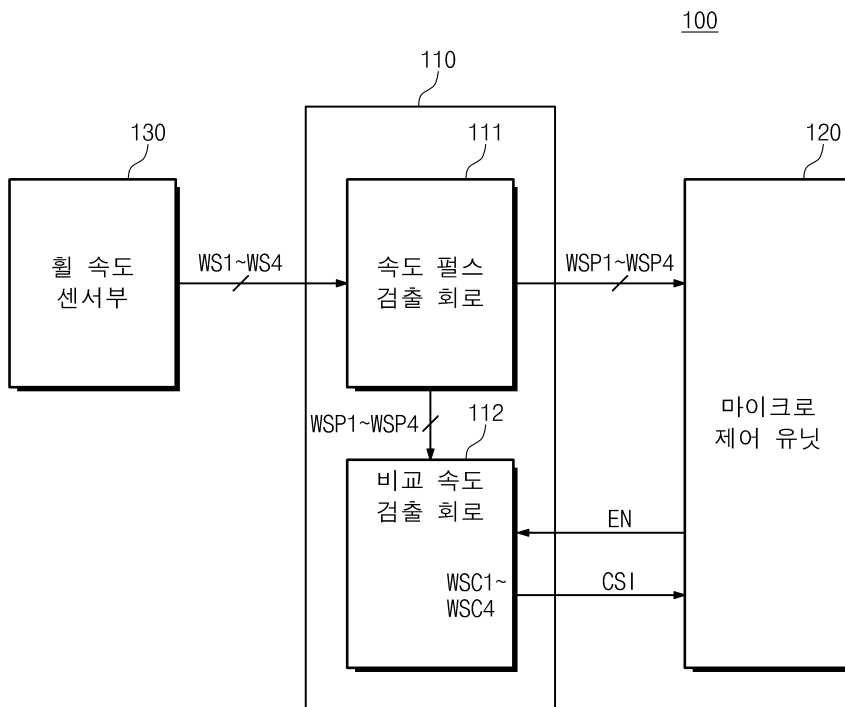 100
110
130
111
120
휠 속도
센서부
WS1~WS4
속도 펄스
검출 회로
WSP1~WSP4
WSP1~WSP4
112
비교 속도
검출 회로
WSC1~
WSC4
EN
CSI
마이크로
제어 유닛